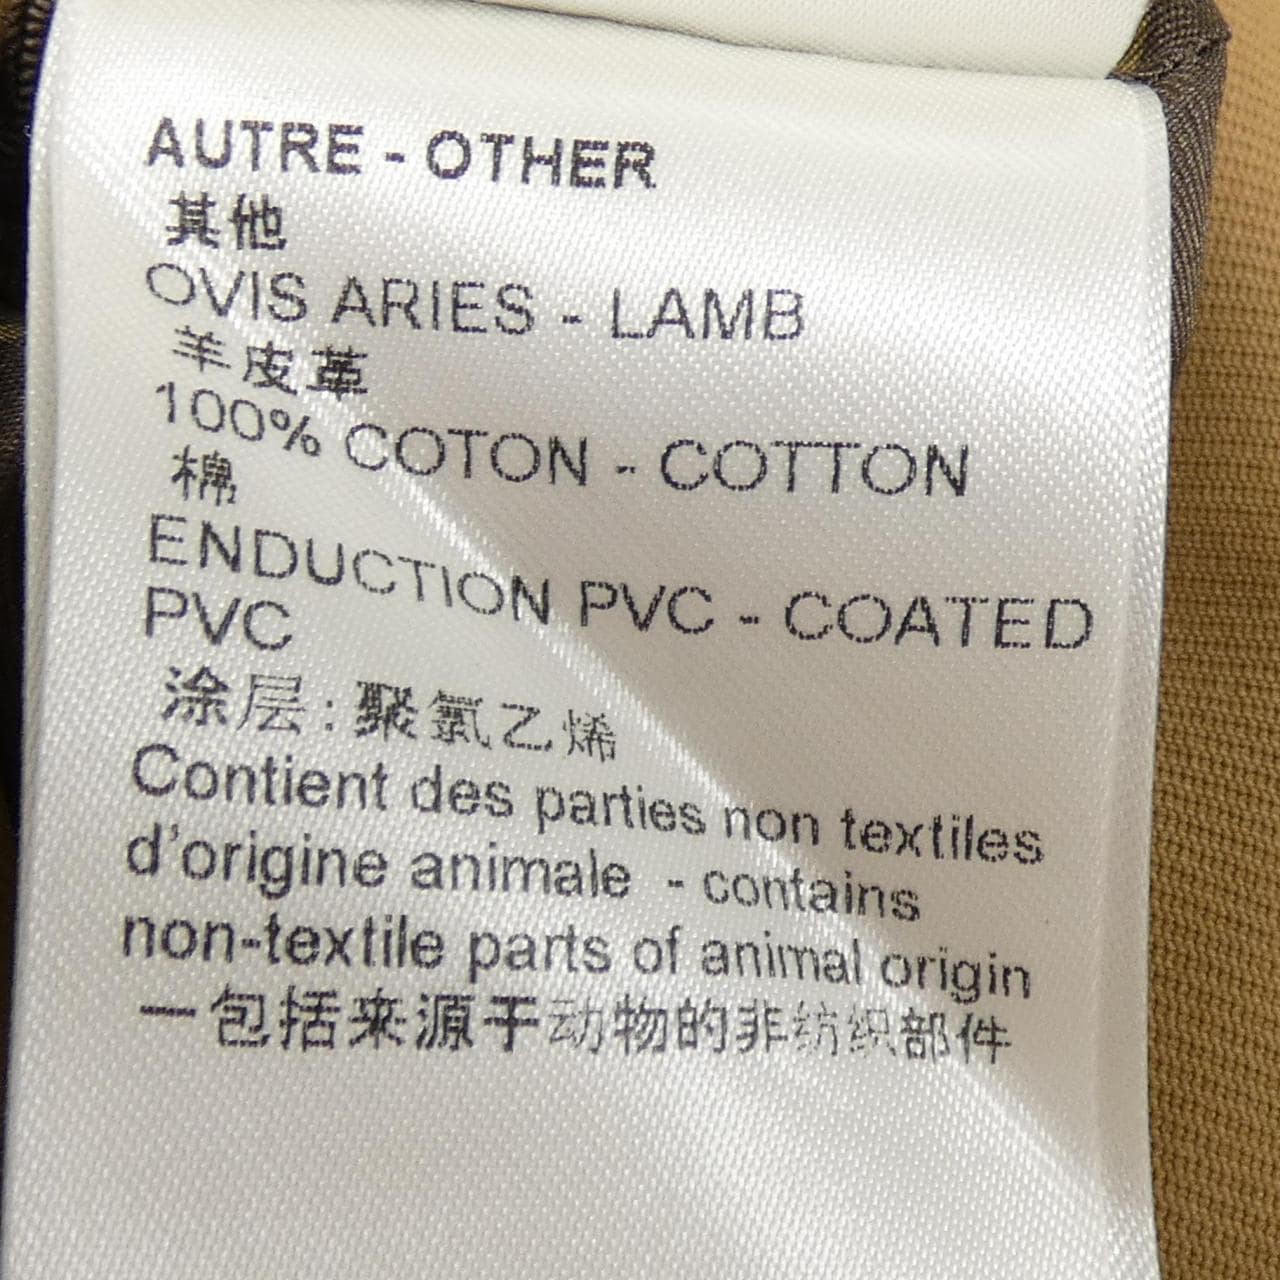 AUTRE - OTHER
其他
OVIS ARIES - LAMB
羊皮革
100% COTON - COTTON
棉
ENDUCTION PVC - COATED
PVC
涂层: 聚氯乙烯
Contient des parties non textiles
d'origine animale - contains
non-textile parts of animal origin
一包括来源于动物的非纺织部件